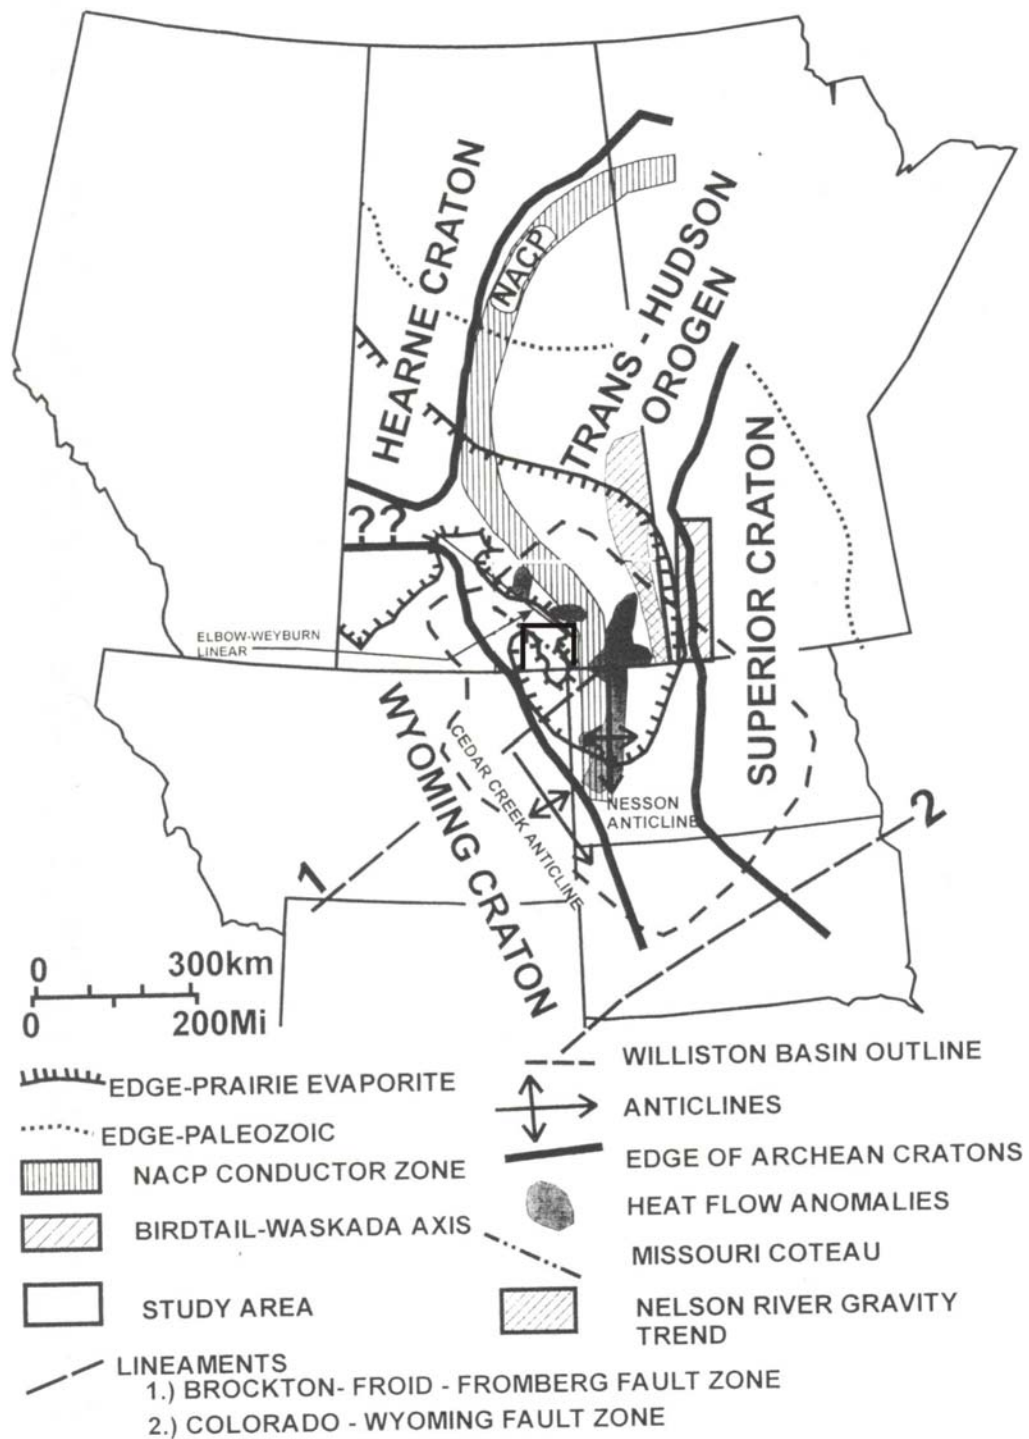 HEARNE CRATON
NACP
TRANS - HUDSON
OROGEN
SUPERIOR CRATON
??
ELBOW-WEYBURN
LINEAR
WYOMING CRATON
CEDAR CREEK ANTICLINE
NESSON
ANTICLINE
1
2
0 300km
0 200Mi
EDGE-PRAIRIE EVAPORITE
EDGE-PALEOZOIC
NACP CONDUCTOR ZONE
BIRDTAIL-WASKADA AXIS
STUDY AREA
LINEAMENTS
1.) BROCKTON- FROID - FROMBERG FAULT ZONE
2.) COLORADO - WYOMING FAULT ZONE
WILLISTON BASIN OUTLINE
ANTICLINES
EDGE OF ARCHEAN CRATONS
HEAT FLOW ANOMALIES
MISSOURI COTEAU
NELSON RIVER GRAVITY
TREND